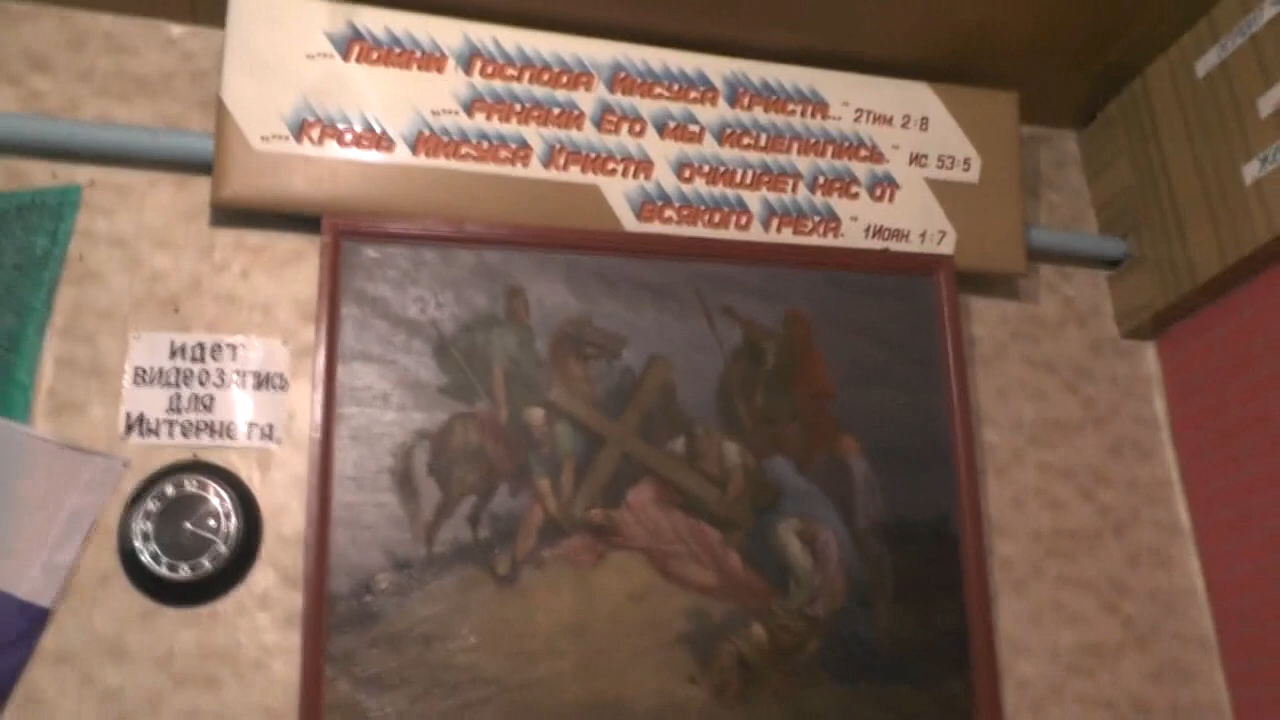 „... Помни Господа Иисуса Христа..." 2Тим. 2:8
„... ранами Его мы исцелились." Ис. 53:5
„... Кровь Иисуса Христа очищает нас от
всякого греха." 1Иоан. 1:7
идет
видеозапись
для
Интернета.